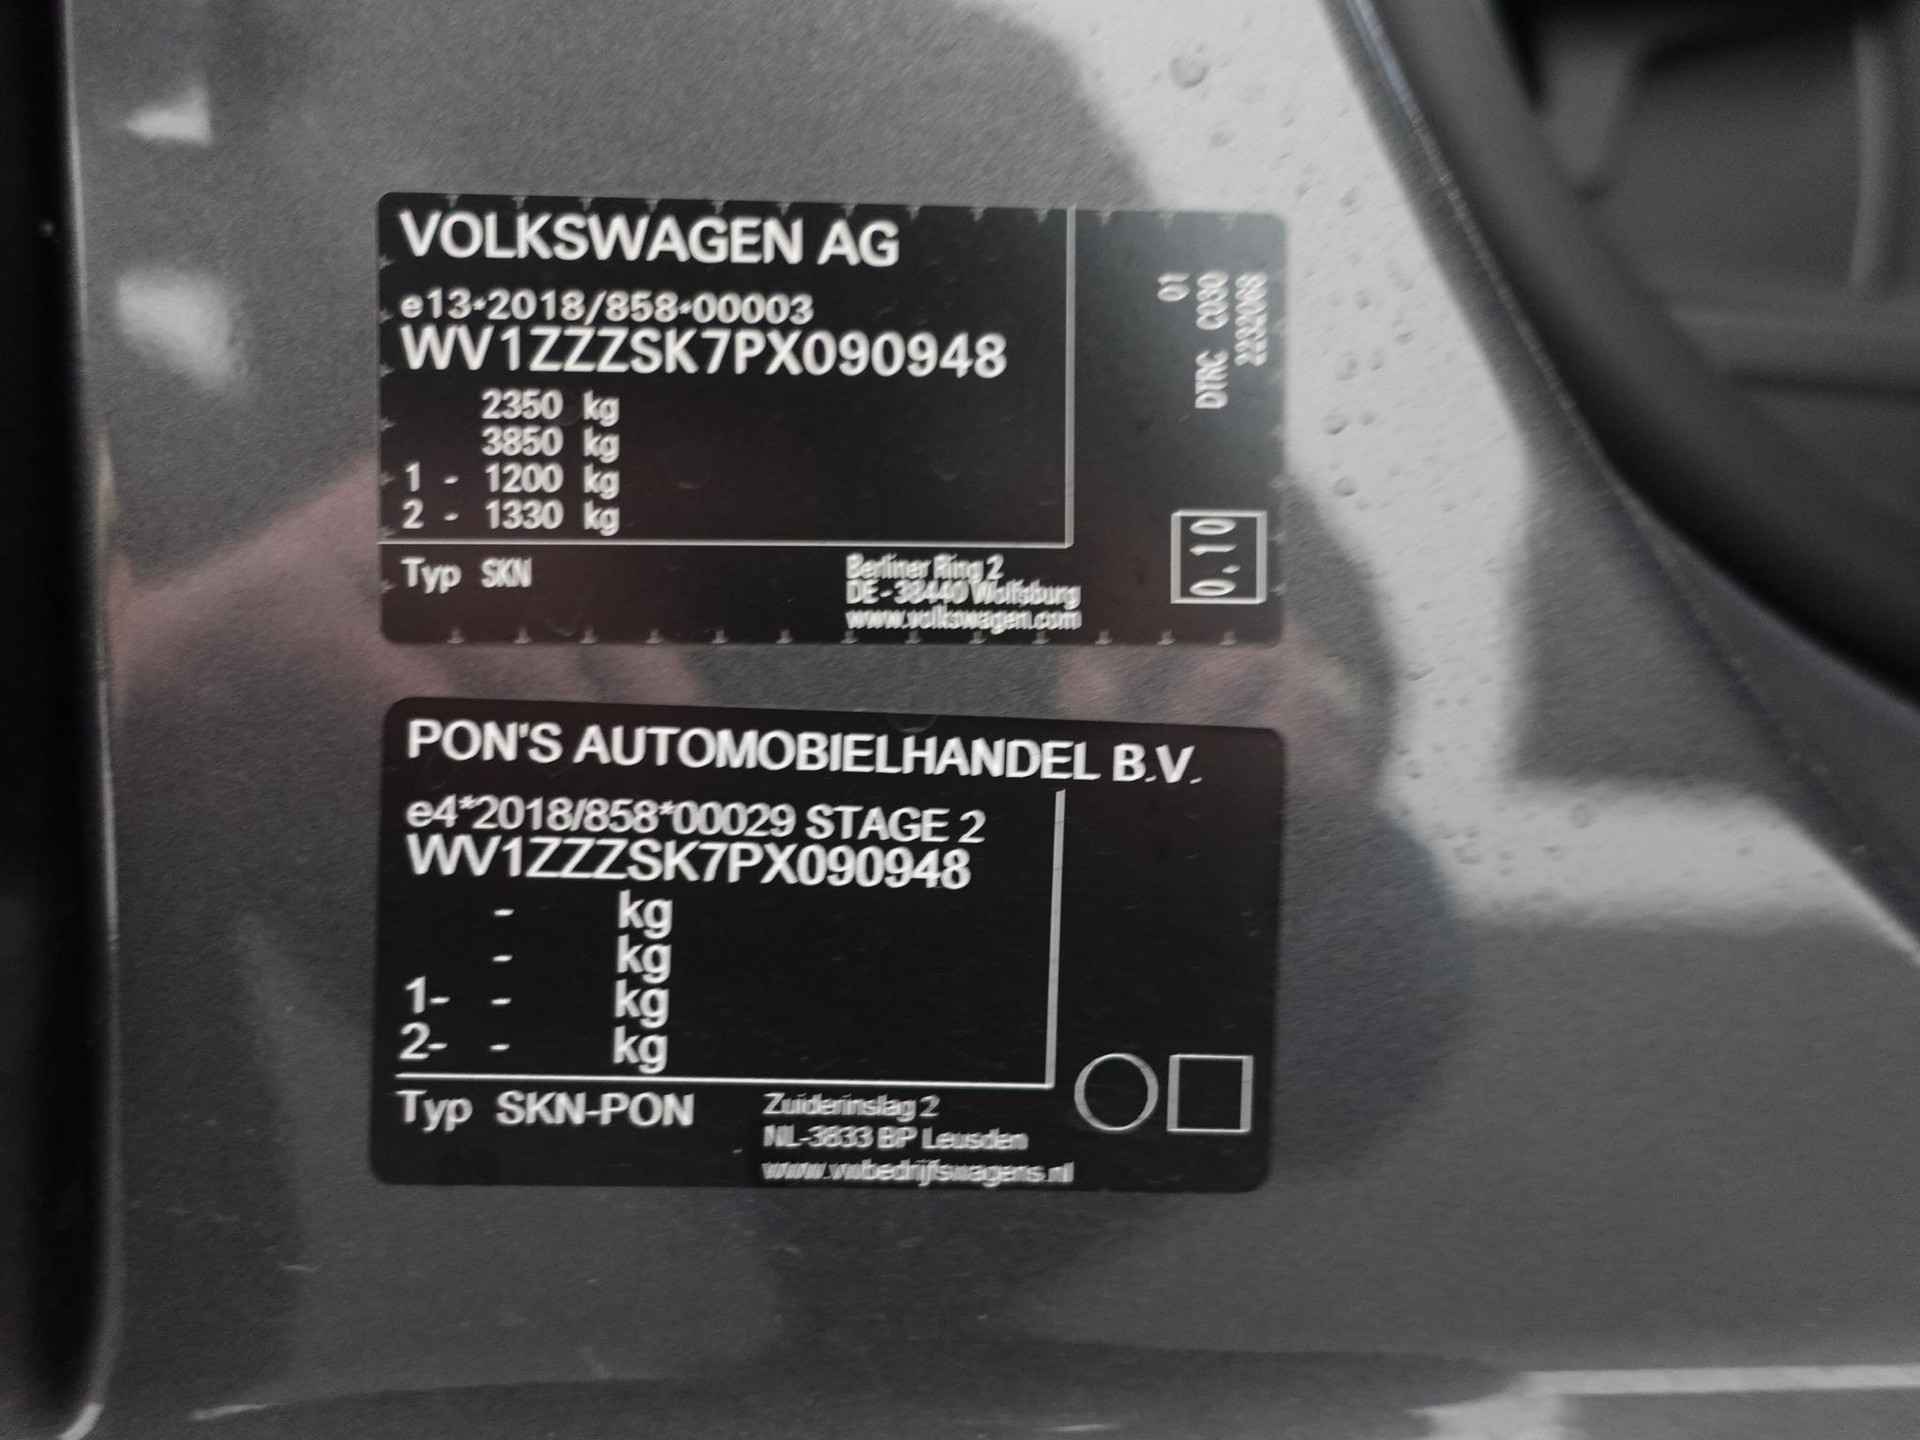 VOLKSWAGEN AG
e13*2018/858*00003
WV1ZZZSK7PX090948
2350 kg
3850 kg
1 - 1200 kg
2 - 1330 kg
Typ SKN
Berliner Ring 2
DE-38440 Wolfsburg
www.volkswagen.com
01
DTRC C030
2232068
0.10
PON'S AUTOMOBIELHANDEL B.V.
e4*2018/858*00029 STAGE 2
WV1ZZZSK7PX090948
- kg
- kg
1- - kg
2- - kg
Typ SKN-PON
Zuiderinslag 2
NL-3833 BP Leusden
www.vwbedrijfswagens.nl